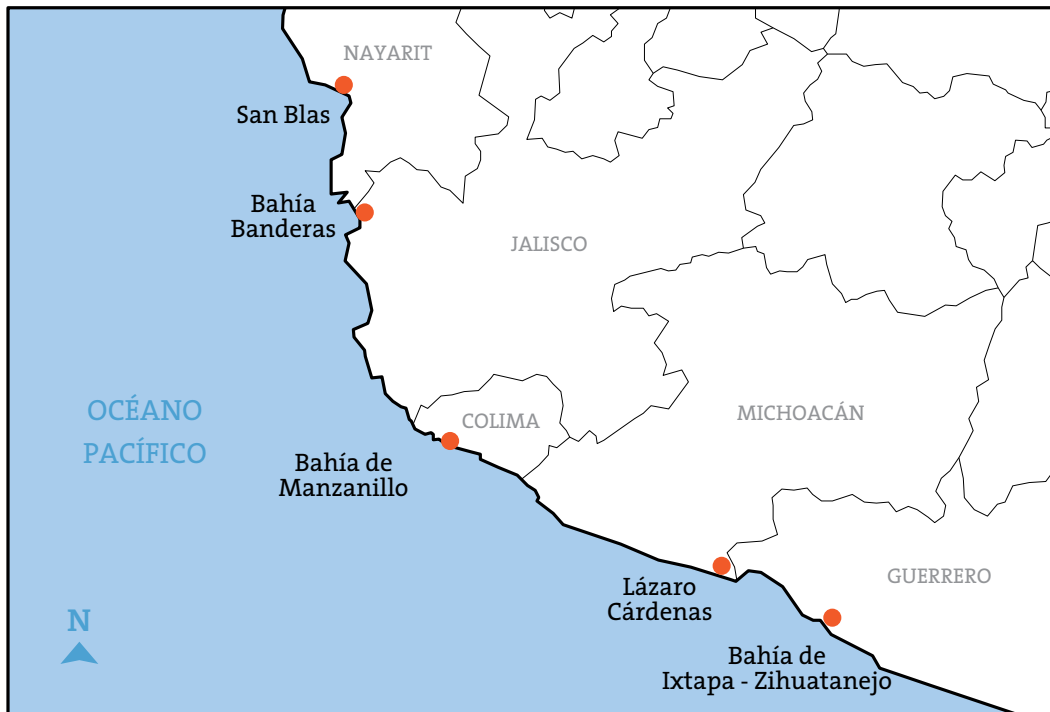 NAYARIT
San Blas
Bahía
Banderas
JALISCO
OCÉANO
PACÍFICO
COLIMA
MICHOACÁN
Bahía de
Manzanillo
Lázaro
Cárdenas
GUERRERO
N
Bahía de
Ixtapa - Zihuatanejo